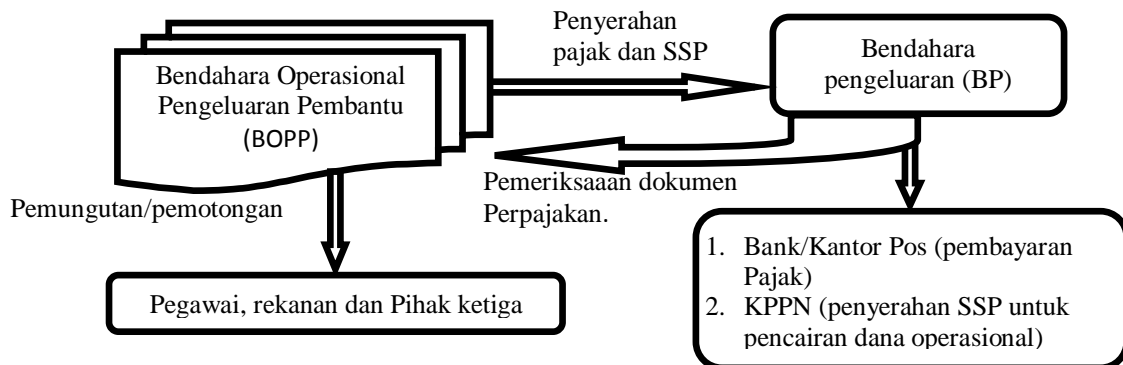 Penyerahan
pajak dan SSP
Bendahara
pengeluaran (BP)
Bendahara Operasional
Pengeluaran Pembantu
(BOPP)
Pemeriksaaan dokumen
Perpajakan.
Pemungutan/pemotongan
Pegawai, rekanan dan Pihak ketiga
1. Bank/Kantor Pos (pembayaran
Pajak)
2. KPPN (penyerahan SSP untuk
pencairan dana operasional)